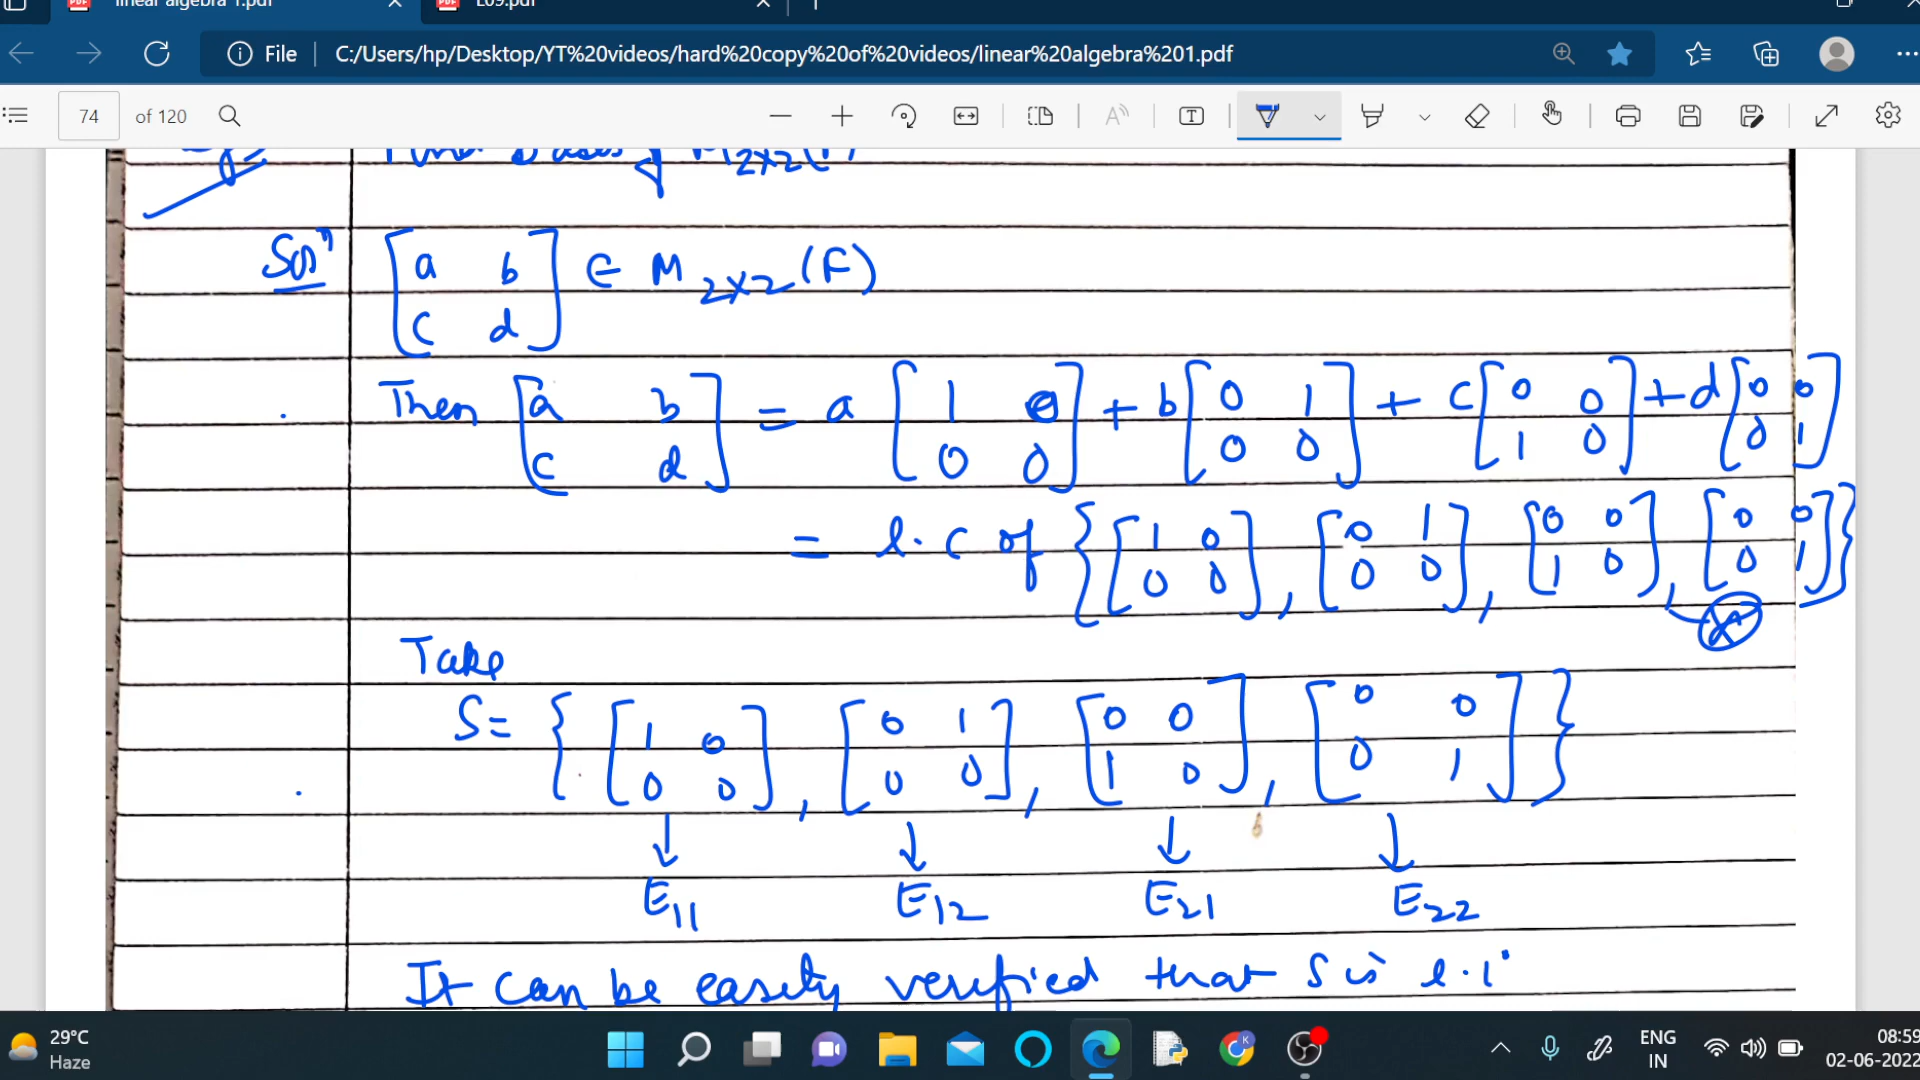 linear algebra 1.pdf
L09.pdf
File
C:/Users/hp/Desktop/YT%20videos/hard%20copy%20of%20videos/linear%20algebra%201.pdf
74 of 120
M2x2(F)
Soln [a b
c d] ∈ M2x2(F)
Then [a b
c d] = a [1 0
0 0] + b [0 1
0 0] + c [0 0
1 0] + d [0 0
0 1]
= l.c of { [1 0
0 0], [0 1
0 0], [0 0
1 0], [0 0
0 1] }
Take
S = { [1 0
0 0], [0 1
0 0], [0 0
1 0], [0 0
0 1] }
↓ ↓ ↓ ↓
E11 E12 E21 E22
It can be easily verified that S is l.i
29°C
Haze
ENG
IN
08:59
02-06-2022